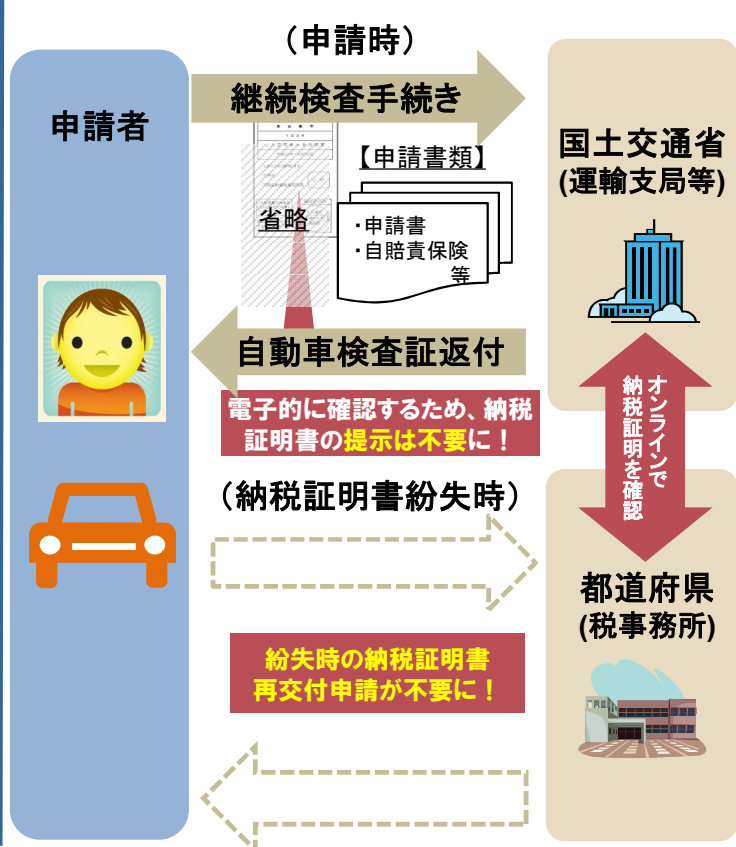 （申請時）
継続検査手続き
申請者
国土交通省
(運輸支局等)
【申請書類】
省略
・申請書
・自賠責保険
等
自動車検査証返付
電子的に確認するため、納税
証明書の提示は不要に！
オンラインで
納税証明を確認
（納税証明書紛失時）
都道府県
(税事務所)
紛失時の納税証明書
再交付申請が不要に！